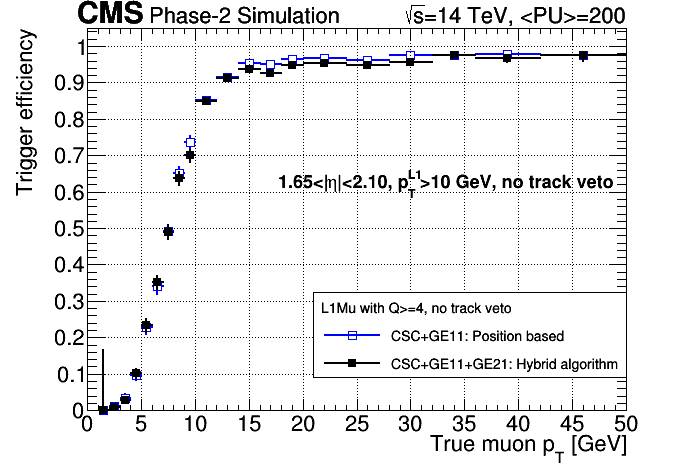 CMS Phase-2 Simulation √s=14 TeV, <PU>=200
Trigger efficiency
1
0.9
0.8
0.7
0.6
0.5
0.4
0.3
0.2
0.1
0
1.65<|η|<2.10, p_T^L1>10 GeV, no track veto
L1Mu with Q>=4, no track veto
CSC+GE11: Position based
CSC+GE11+GE21: Hybrid algorithm
0 5 10 15 20 25 30 35 40 45 50
True muon p_T [GeV]